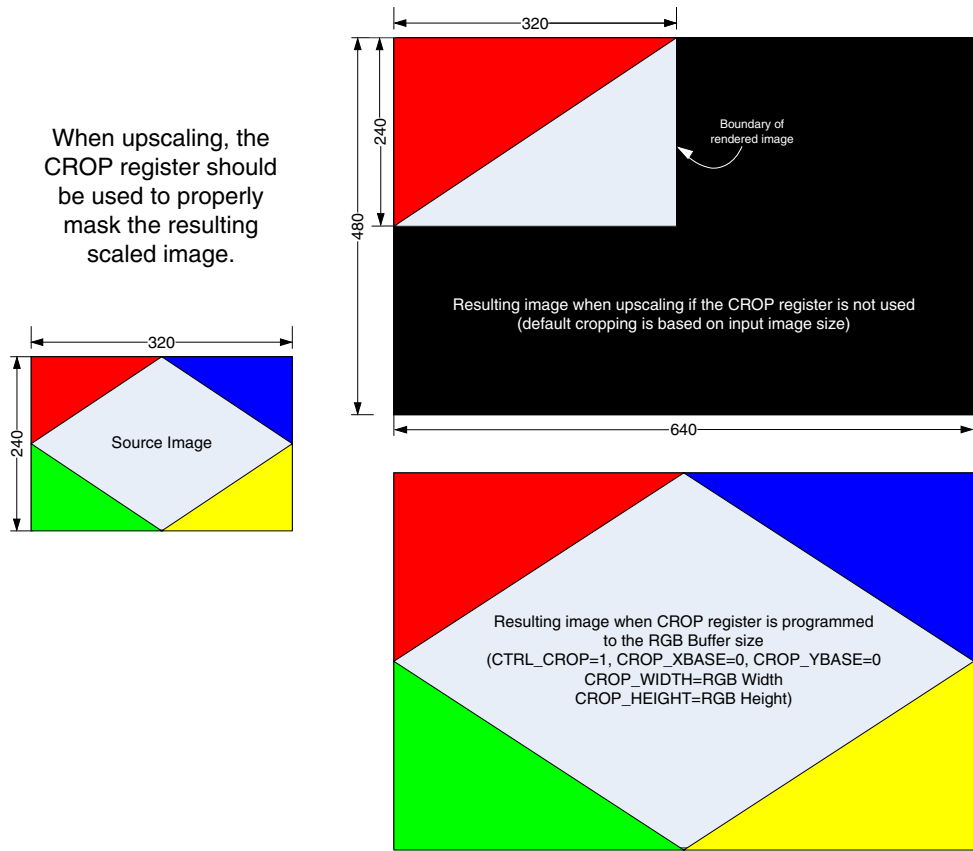 When upscaling, the
CROP register should
be used to properly
mask the resulting
scaled image.
320
240
Source Image
320
240
480
Boundary of
rendered image
Resulting image when upscaling if the CROP register is not used
(default cropping is based on input image size)
640
Resulting image when CROP register is programmed
to the RGB Buffer size
(CTRL_CROP=1, CROP_XBASE=0, CROP_YBASE=0
CROP_WIDTH=RGB Width
CROP_HEIGHT=RGB Height)